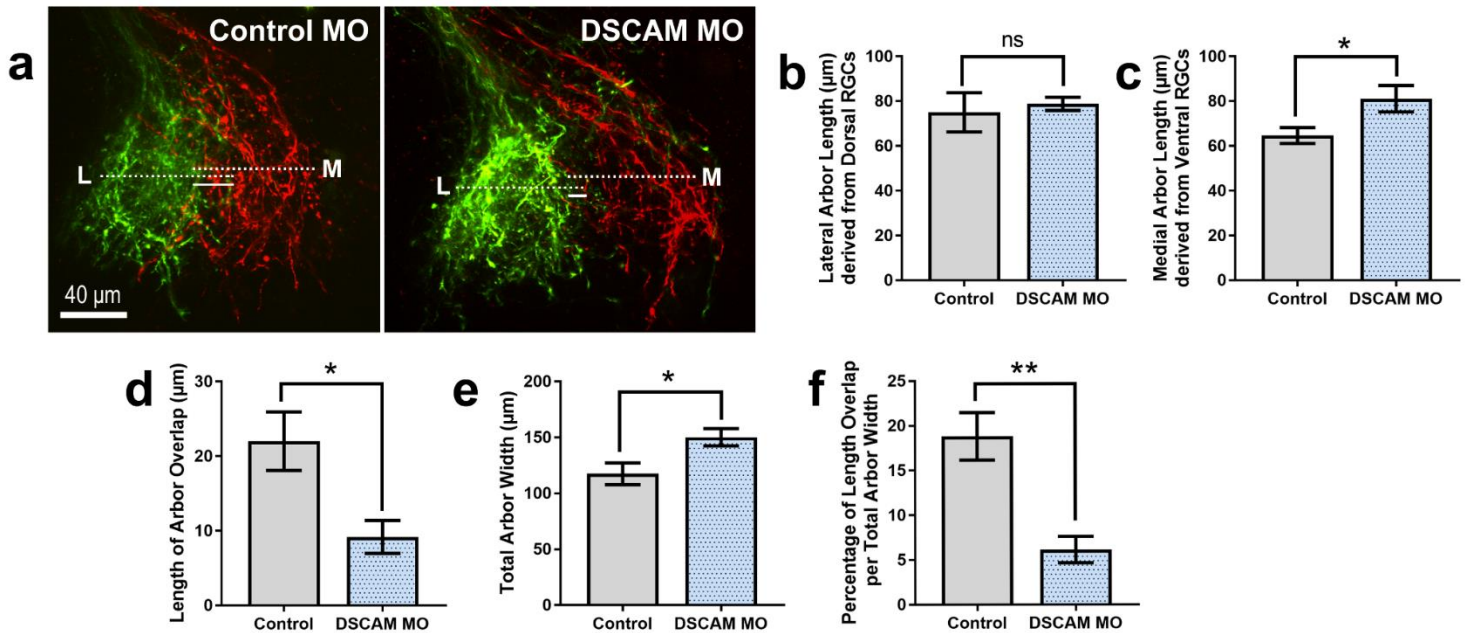 a
Control MO
DSCAM MO
L
M
L
M
40 µm
b
Lateral Arbor Length (µm)
derived from Dorsal RGCs
100
80
60
40
20
0
ns
Control
DSCAM MO
c
Medial Arbor Length (µm)
derived from Ventral RGCs
100
80
60
40
20
0
*
Control
DSCAM MO
d
Length of Arbor Overlap (µm)
30
20
10
0
*
Control
DSCAM MO
e
Total Arbor Width (µm)
200
150
100
50
0
*
Control
DSCAM MO
f
Percentage of Length Overlap
per Total Arbor Width
25
20
15
10
5
0
**
Control
DSCAM MO